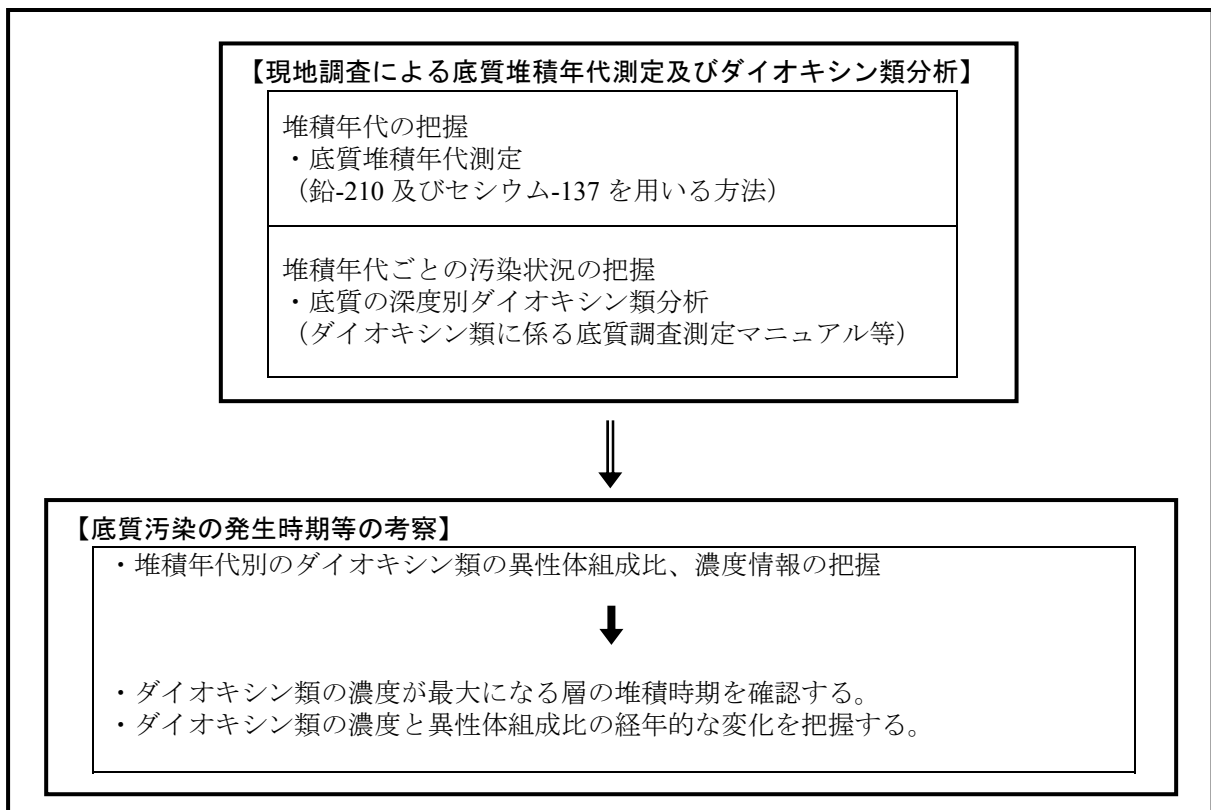 【現地調査による底質堆積年代測定及びダイオキシン類分析】
堆積年代の把握
・底質堆積年代測定
（鉛-210 及びセシウム-137 を用いる方法）
堆積年代ごとの汚染状況の把握
・底質の深度別ダイオキシン類分析
（ダイオキシン類に係る底質調査測定マニュアル等）
【底質汚染の発生時期等の考察】
・堆積年代別のダイオキシン類の異性体組成比、濃度情報の把握
・ダイオキシン類の濃度が最大になる層の堆積時期を確認する。
・ダイオキシン類の濃度と異性体組成比の経年的な変化を把握する。